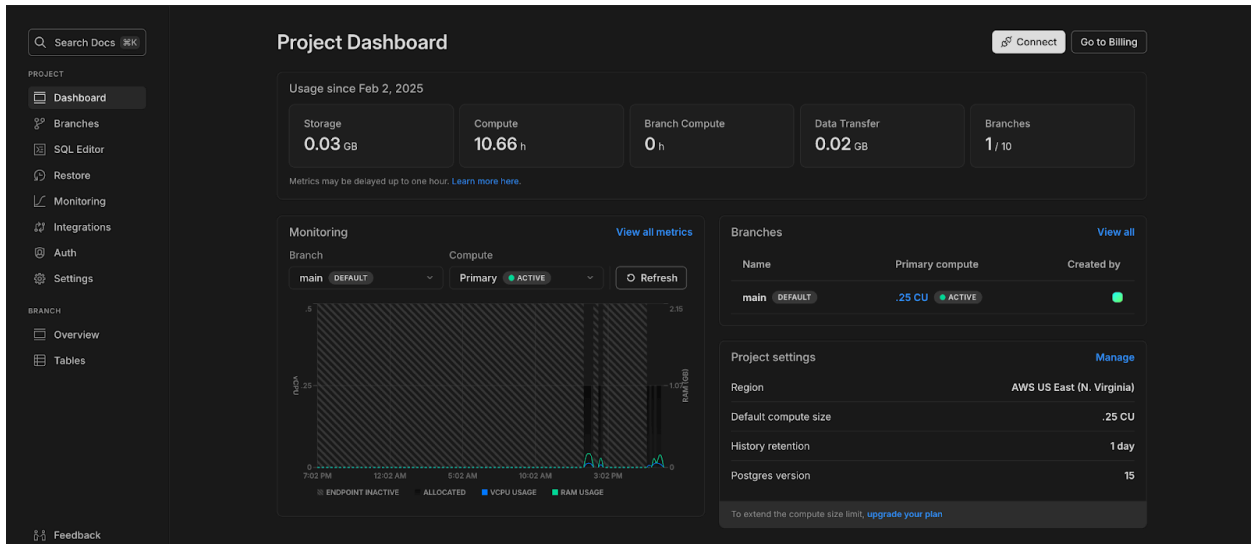 Search Docs ⌘K
PROJECT
Dashboard
Branches
SQL Editor
Restore
Monitoring
Integrations
Auth
Settings
BRANCH
Overview
Tables
Feedback
Project Dashboard
Connect
Go to Billing
Usage since Feb 2, 2025
Storage
0.03 GB
Compute
10.66 h
Branch Compute
0 h
Data Transfer
0.02 GB
Branches
1 / 10
Metrics may be delayed up to one hour. Learn more here.
Monitoring
View all metrics
Branch
Compute
main DEFAULT
Primary ACTIVE
Refresh
.5
2.15
VCPU
.25
1.07
RAM (GB)
0
0
7:02 PM 12:02 AM 5:02 AM 10:02 AM 3:02 PM
ENDPOINT INACTIVE ALLOCATED VCPU USAGE RAM USAGE
Branches
View all
Name Primary compute Created by
main DEFAULT .25 CU ACTIVE
Project settings
Manage
Region AWS US East (N. Virginia)
Default compute size .25 CU
History retention 1 day
Postgres version 15
To extend the compute size limit, upgrade your plan